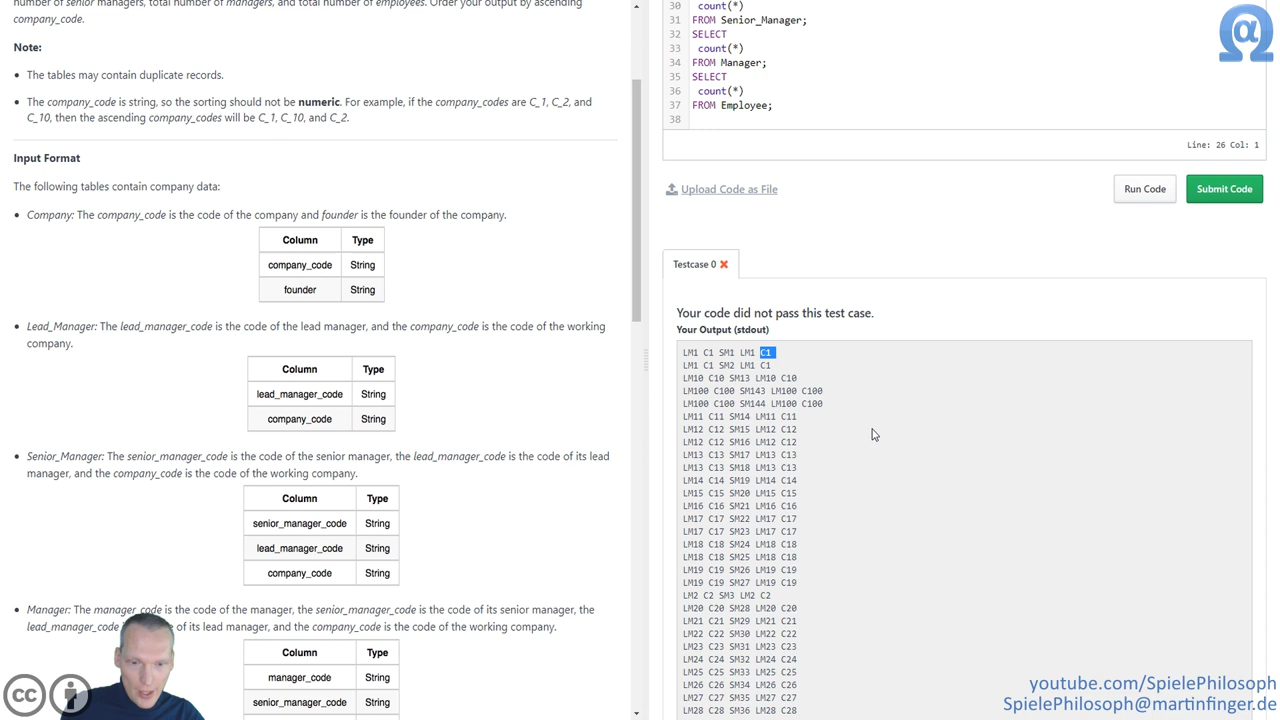 number of senior managers, total number of managers, and total number of employees. Order your output by ascending
company_code.
Note:
• The tables may contain duplicate records.
• The company_code is string, so the sorting should not be numeric. For example, if the company_codes are C_1, C_2, and
C_10, then the ascending company_codes will be C_1, C_10, and C_2.
Input Format
The following tables contain company data:
• Company: The company_code is the code of the company and founder is the founder of the company.
Column Type
company_code String
founder String
• Lead_Manager: The lead_manager_code is the code of the lead manager, and the company_code is the code of the working
company.
Column Type
lead_manager_code String
company_code String
• Senior_Manager: The senior_manager_code is the code of the senior manager, the lead_manager_code is the code of its lead
manager, and the company_code is the code of the working company.
Column Type
senior_manager_code String
lead_manager_code String
company_code String
• Manager: The manager_code is the code of the manager, the senior_manager_code is the code of its senior manager, the
lead_manager_code of its lead manager, and the company_code is the code of the working company.
Column Type
manager_code String
senior_manager_code String
30 count(*)
31 FROM Senior_Manager;
32 SELECT
33 count(*)
34 FROM Manager;
35 SELECT
36 count(*)
37 FROM Employee;
38
Line: 26 Col: 1
Upload Code as File
Run Code
Submit Code
Testcase 0
Your code did not pass this test case.
Your Output (stdout)
LM1 C1 SM1 LM1 C1
LM1 C1 SM2 LM1 C1
LM10 C10 SM13 LM10 C10
LM100 C100 SM143 LM100 C100
LM100 C100 SM144 LM100 C100
LM11 C11 SM14 LM11 C11
LM12 C12 SM15 LM12 C12
LM12 C12 SM16 LM12 C12
LM13 C13 SM17 LM13 C13
LM13 C13 SM18 LM13 C13
LM14 C14 SM19 LM14 C14
LM15 C15 SM20 LM15 C15
LM16 C16 SM21 LM16 C16
LM17 C17 SM22 LM17 C17
LM17 C17 SM23 LM17 C17
LM18 C18 SM24 LM18 C18
LM18 C18 SM25 LM18 C18
LM19 C19 SM26 LM19 C19
LM19 C19 SM27 LM19 C19
LM2 C2 SM3 LM2 C2
LM20 C20 SM28 LM20 C20
LM21 C21 SM29 LM21 C21
LM22 C22 SM30 LM22 C22
LM23 C23 SM31 LM23 C23
LM24 C24 SM32 LM24 C24
LM25 C25 SM33 LM25 C25
LM26 C26 SM34 LM26 C26
LM27 C27 SM35 LM27 C27
LM28 C28 SM36 LM28 C28
youtube.com/SpielePhilosoph
SpielePhilosoph@martinfinger.de
cc